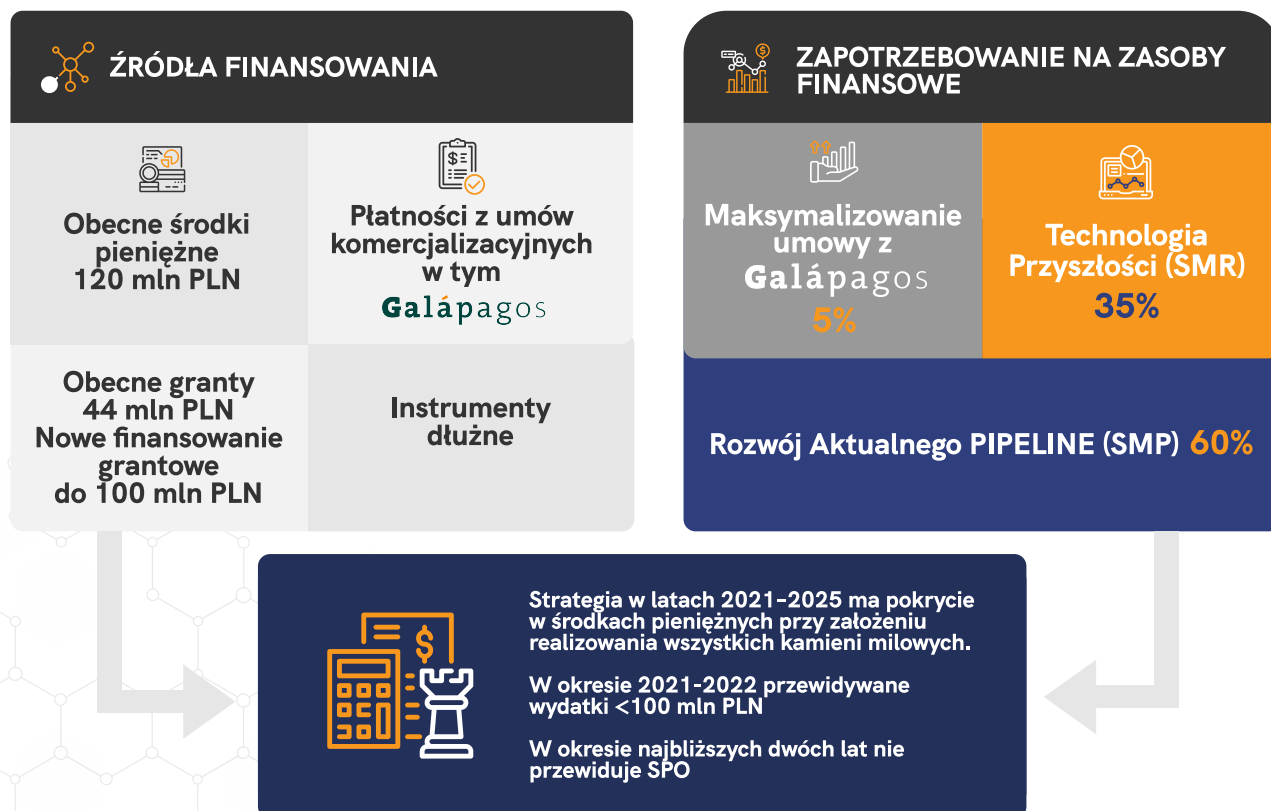 ŹRÓDŁA FINANSOWANIA
Obecne środki
pieniężne
120 mln PLN
Płatności z umów
komercjalizacyjnych
w tym
Galápagos
Obecne granty
44 mln PLN
Nowe finansowanie
grantowe
do 100 mln PLN
Instrumenty
dłużne
ZAPOTRZEBOWANIE NA ZASOBY
FINANSOWE
Maksymalizowanie
umowy z
Galápagos
5%
Technologia
Przyszłości (SMR)
35%
Rozwój Aktualnego PIPELINE (SMP) 60%
Strategia w latach 2021–2025 ma pokrycie
w środkach pieniężnych przy założeniu
realizowania wszystkich kamieni milowych.
W okresie 2021-2022 przewidywane
wydatki <100 mln PLN
W okresie najbliższych dwóch lat nie
przewiduje SPO